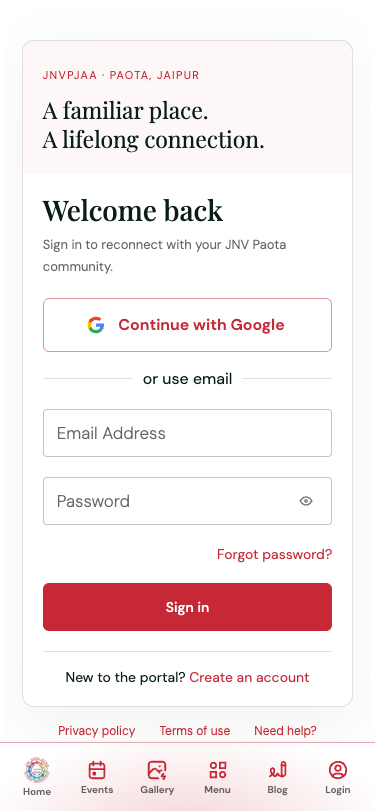 JNVPJAA · PAOTA, JAIPUR
A familiar place.
A lifelong connection.
Welcome back
Sign in to reconnect with your JNV Paota
community.
Continue with Google
or use email
Email Address
Password
Forgot password?
Sign in
New to the portal? Create an account
Privacy policy Terms of use Need help?
Home Events Gallery Menu Blog Login